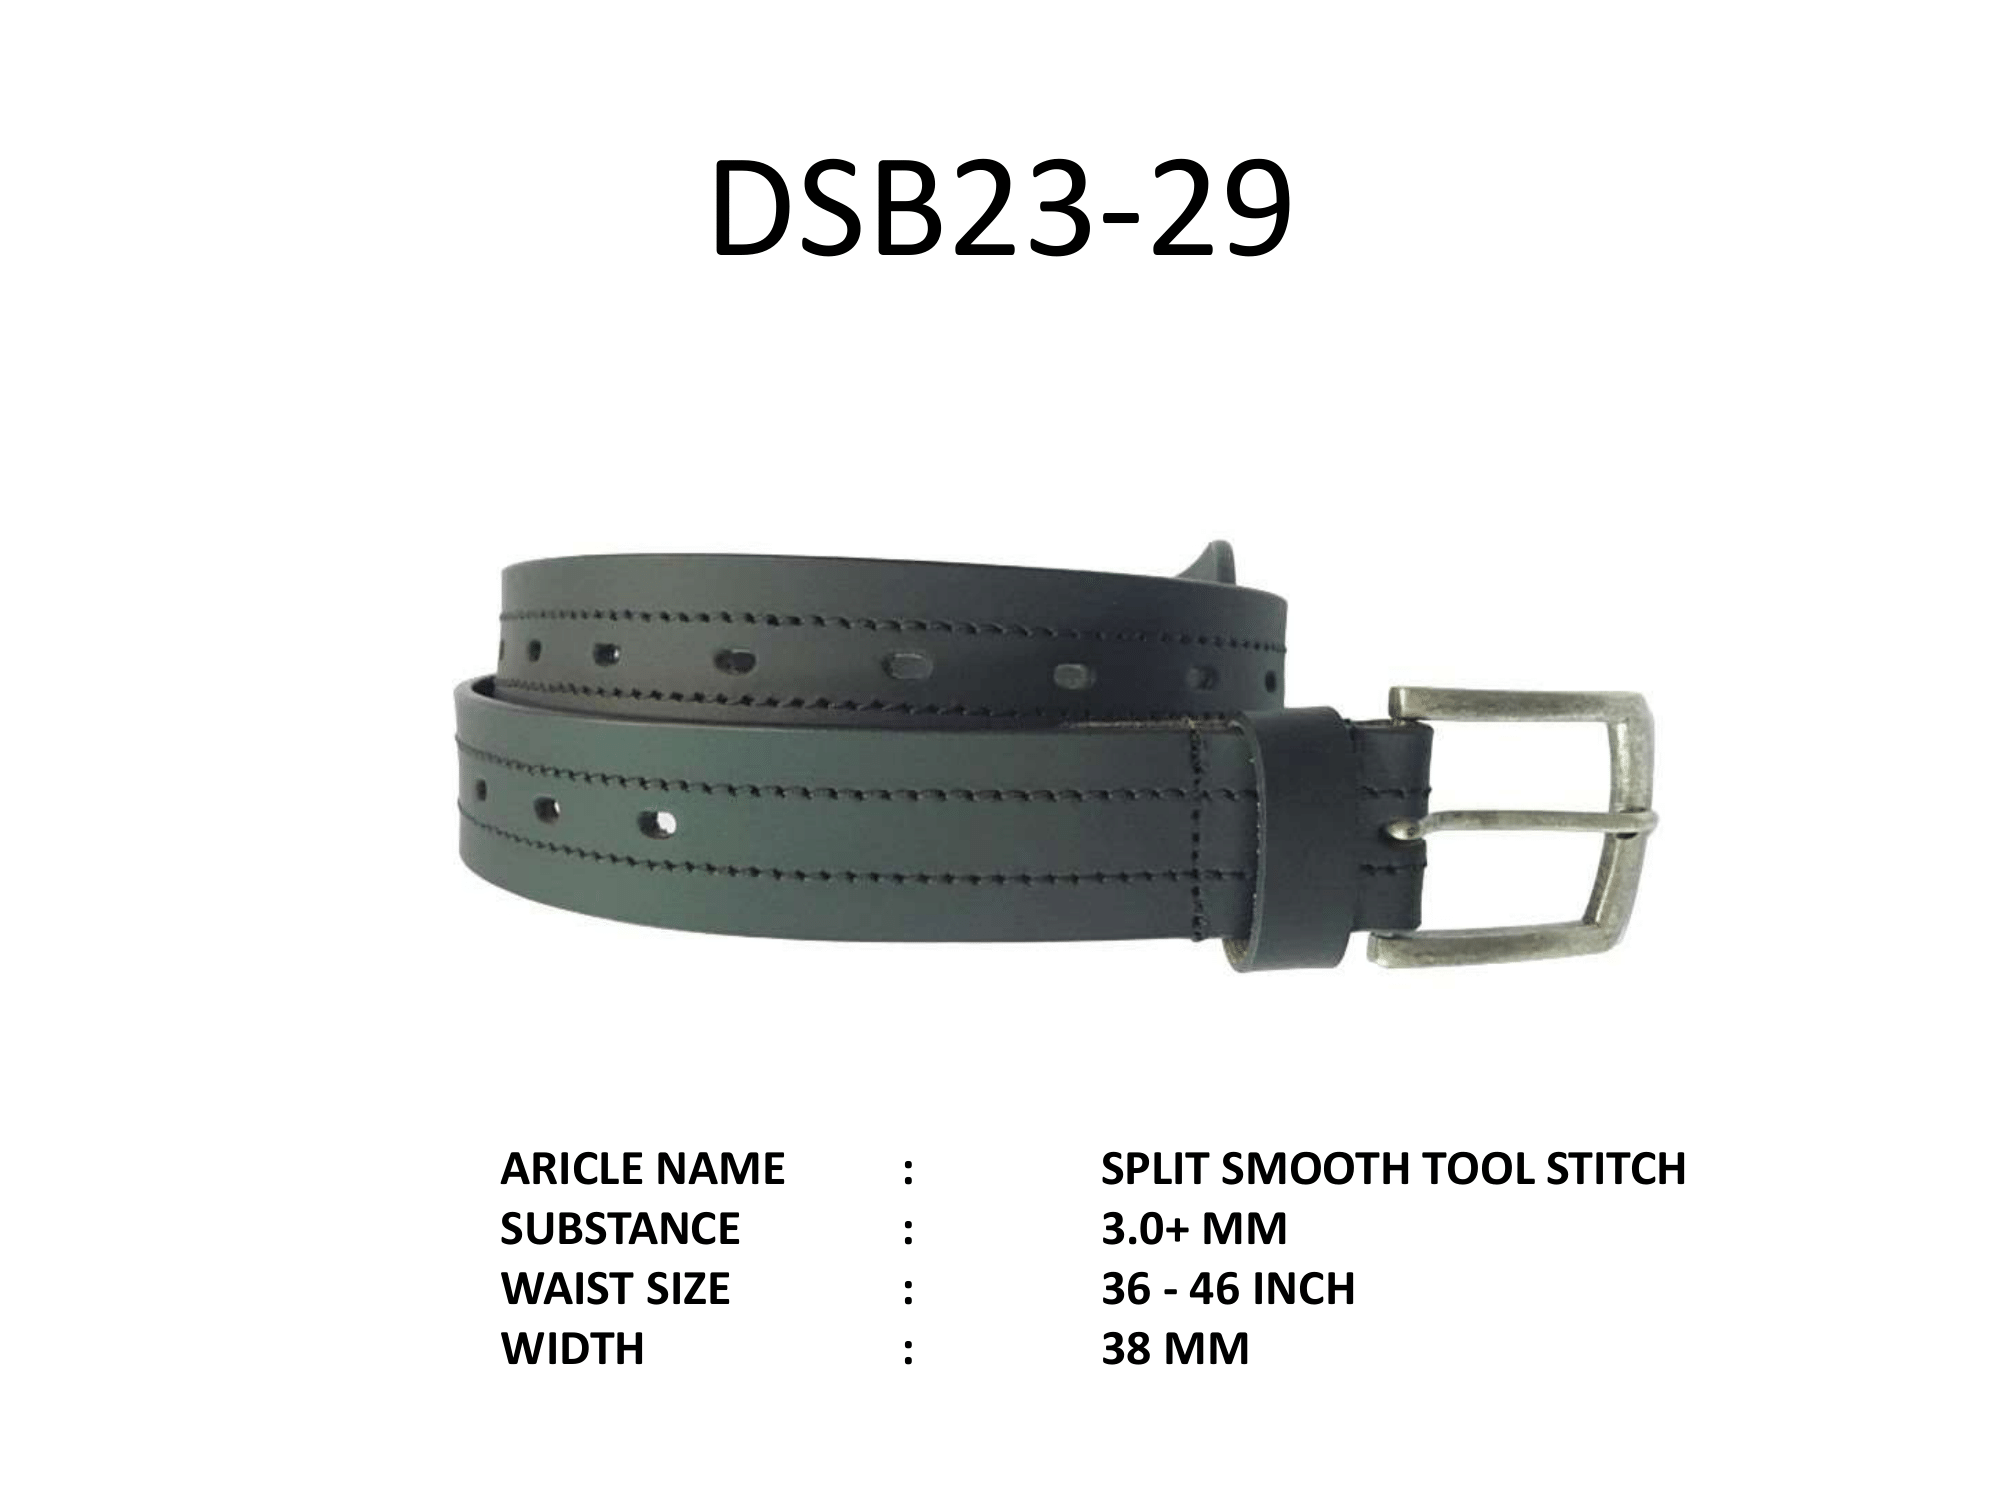 DSB23-29
ARICLE NAME : SPLIT SMOOTH TOOL STITCH
SUBSTANCE : 3.0+ MM
WAIST SIZE : 36 - 46 INCH
WIDTH : 38 MM